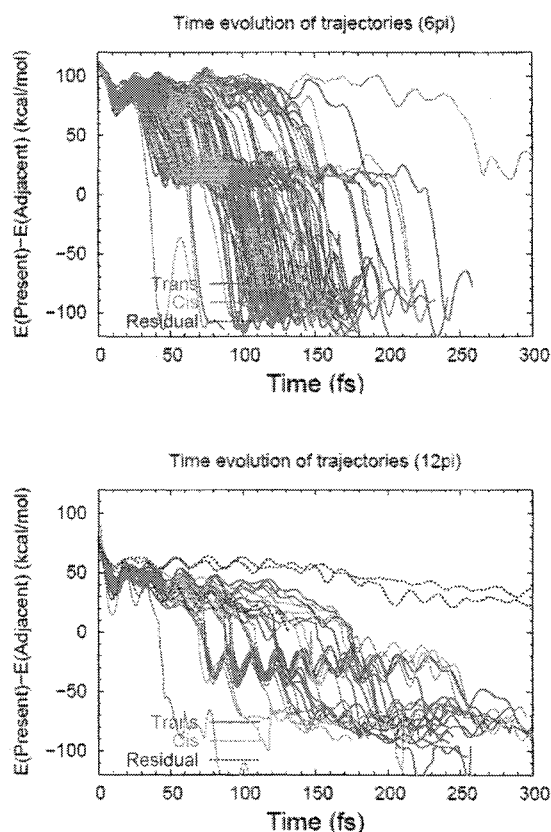 Time evolution of trajectories (6pi)
E(Present)-E(Adjacent) (kcal/mol)
100
50
0
-50
-100
Trans
Cis
Residual
0 50 100 150 200 250 300
Time (fs)
Time evolution of trajectories (12pi)
E(Present)-E(Adjacent) (kcal/mol)
100
50
0
-50
-100
Trans
Cis
Residual
0 50 100 150 200 250 300
Time (fs)